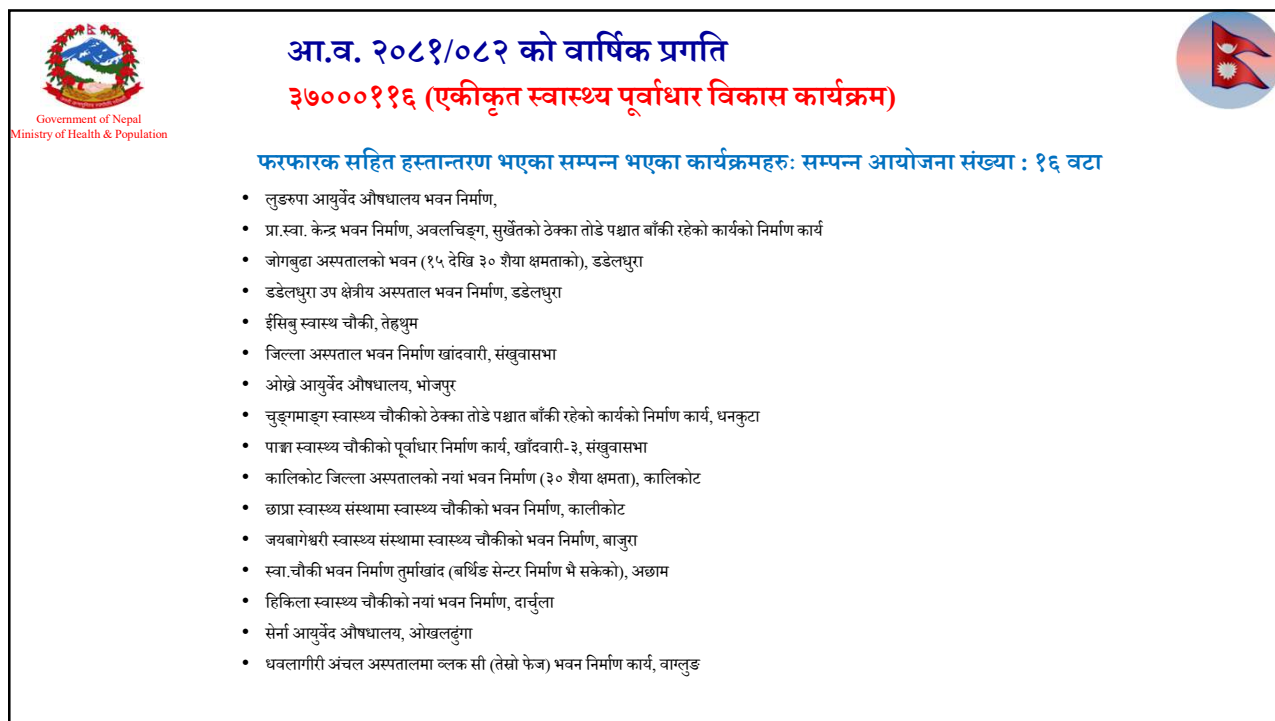 आ.व. २०८१/०८२ को वार्षिक प्रगति
३७०००११६ (एकीकृत स्वास्थ्य पूर्वाधार विकास कार्यक्रम)
Government of Nepal
Ministry of Health & Population
फरफारक सहित हस्तान्तरण भएका सम्पन्न भएका कार्यक्रमहरुः सम्पन्न आयोजना संख्या : १६ वटा
• लुङरुपा आयुर्वेद औषधालय भवन निर्माण,
• प्रा.स्वा. केन्द्र भवन निर्माण, अवलचिङ्ग, सुर्खेतको ठेक्का तोडे पश्चात बाँकी रहेको कार्यको निर्माण कार्य
• जोगबुढा अस्पतालको भवन (१५ देखि ३० शैया क्षमताको), डडेलधुरा
• डडेलधुरा उप क्षेत्रीय अस्पताल भवन निर्माण, डडेलधुरा
• ईसिबु स्वास्थ चौकी, तेह्रथुम
• जिल्ला अस्पताल भवन निर्माण खांदवारी, संखुवासभा
• ओख्रे आयुर्वेद औषधालय, भोजपुर
• चुङ्गमाङ्ग स्वास्थ्य चौकीको ठेक्का तोडे पश्चात बाँकी रहेको कार्यको निर्माण कार्य, धनकुटा
• स्वास्थ्य चौकीको पूर्वाधार निर्माण कार्य, खाँदवारी-३, संखुवासभा
• कालिकोट जिल्ला अस्पतालको नयां भवन निर्माण (३० शैया क्षमता), कालिकोट
• छाप्रा स्वास्थ्य संस्थामा स्वास्थ्य चौकीको भवन निर्माण, कालीकोट
• जयबागेश्वरी स्वास्थ्य संस्थामा स्वास्थ्य चौकीको भवन निर्माण, बाजुरा
• स्वा.चौकी भवन निर्माण तुर्माखांद (बर्थिङ सेन्टर निर्माण भै सकेको), अछाम
• हिकिला स्वास्थ्य चौकीको नयां भवन निर्माण, दार्चुला
• सेर्ना आयुर्वेद औषधालय, ओखलढुंगा
• धवलागीरी अंचल अस्पतालमा व्लक सी (तेस्रो फेज) भवन निर्माण कार्य, वाग्लुङ